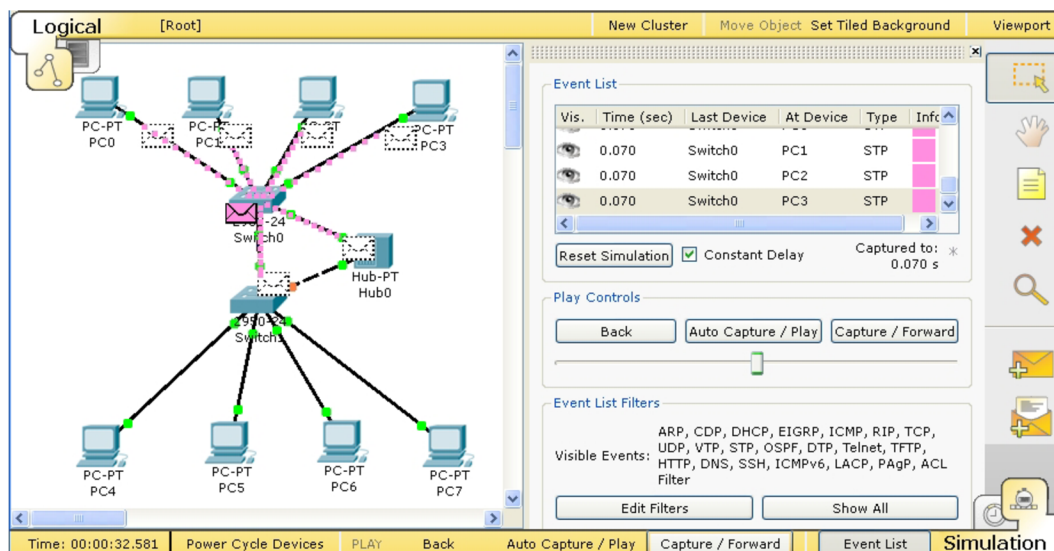 Logical [Root] New Cluster Move Object Set Tiled Background Viewport
Event List
Vis. Time (sec) Last Device At Device Type Info
0.070 Switch0 PC1 STP
0.070 Switch0 PC2 STP
0.070 Switch0 PC3 STP
Reset Simulation Constant Delay Captured to: *
0.070 s
Play Controls
Back Auto Capture / Play Capture / Forward
Event List Filters
Visible Events: ARP, CDP, DHCP, EIGRP, ICMP, RIP, TCP,
UDP, VTP, STP, OSPF, DTP, Telnet, TFTP,
HTTP, DNS, SSH, ICMPv6, LACP, PAgP, ACL
Filter
Edit Filters Show All
PC-PT
PC0
PC1
PC-PT
PC3
Switch0
Hub-PT
Hub0
2950-24
Switch1
PC-PT
PC4
PC-PT
PC5
PC-PT
PC6
PC-PT
PC7
Time: 00:00:32.581 Power Cycle Devices PLAY Back Auto Capture / Play Capture / Forward Event List Simulation